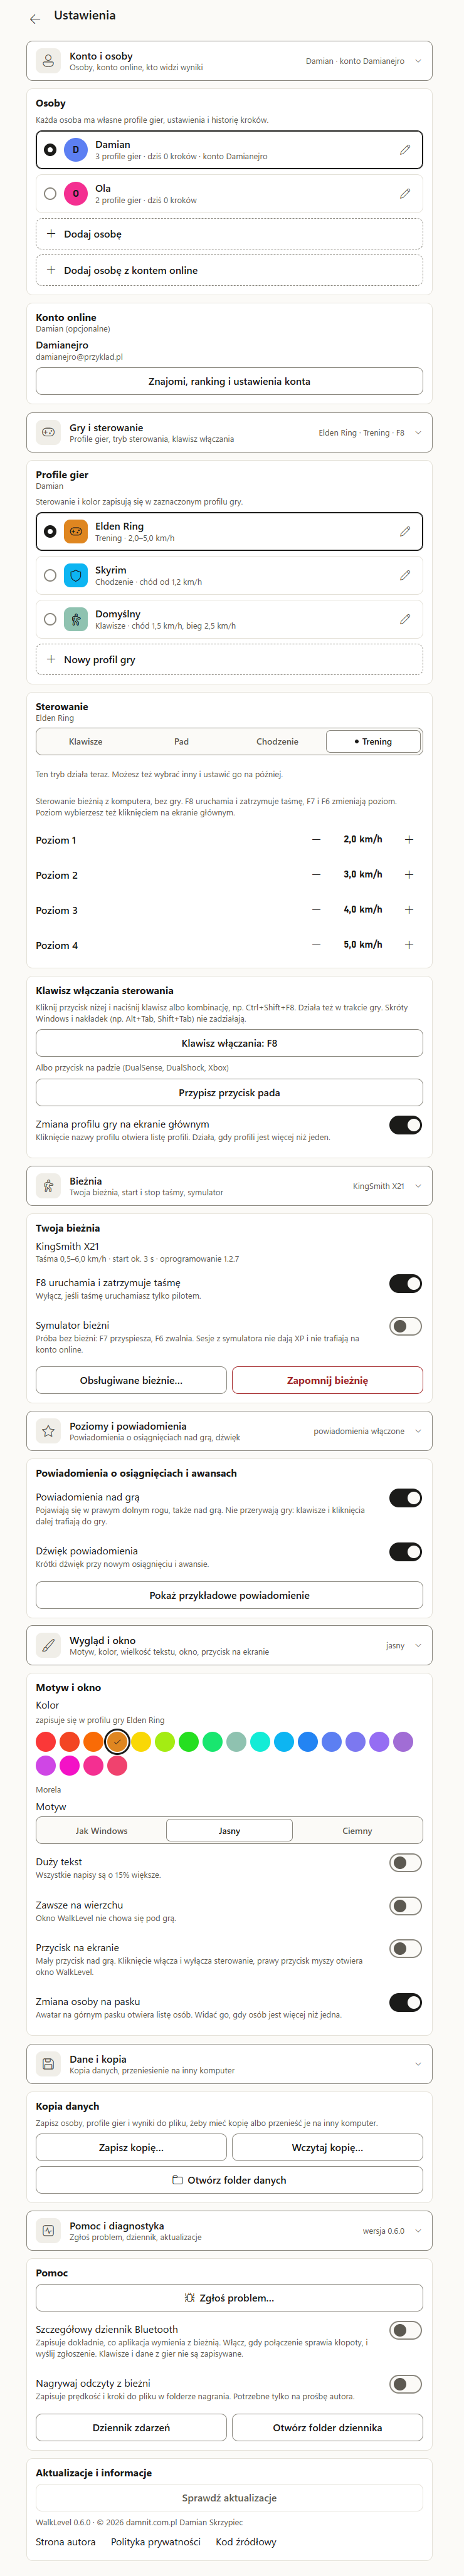 Ustawienia
Konto i osoby
Osoby, konto online, kto widzi wyniki
Damian · konto Damianejro
Osoby
Każda osoba ma własne profile gier, ustawienia i historię kroków.
D
Damian
3 profile gier · dziś 0 kroków · konto Damianejro
O
Ola
2 profile gier · dziś 0 kroków
Dodaj osobę
Dodaj osobę z kontem online
Konto online
Damian (opcjonalne)
Damianejro
damianejro@przyklad.pl
Znajomi, ranking i ustawienia konta
Gry i sterowanie
Profile gier, tryb sterowania, klawisz włączania
Elden Ring · Trening · F8
Profile gier
Damian
Sterowanie i kolor zapisują się w zaznaczonym profilu gry.
Elden Ring
Trening · 2,0–5,0 km/h
Skyrim
Chodzenie · chód od 1,2 km/h
Domyślny
Klawisze · chód 1,5 km/h, bieg 2,5 km/h
Nowy profil gry
Sterowanie
Elden Ring
Klawisze
Pad
Chodzenie
Trening
Ten tryb działa teraz. Możesz też wybrać inny i ustawić go na później.
Sterowanie bieżnią z komputera, bez gry. F8 uruchamia i zatrzymuje taśmę, F7 i F6 zmieniają poziom.
Poziom wybierzesz też kliknięciem na ekranie głównym.
Poziom 1
2,0 km/h
Poziom 2
3,0 km/h
Poziom 3
4,0 km/h
Poziom 4
5,0 km/h
Klawisz włączania sterowania
Kliknij przycisk niżej i naciśnij klawisz albo kombinację, np. Ctrl+Shift+F8. Działa też w trakcie gry. Skróty
Windows i nakładek (np. Alt+Tab, Shift+Tab) nie zadziałają.
Klawisz włączania: F8
Albo przycisk na padzie (DualSense, DualShock, Xbox)
Przypisz przycisk pada
Zmiana profilu gry na ekranie głównym
Kliknięcie nazwy profilu otwiera listę profili. Działa, gdy profili jest więcej niż jeden.
Bieżnia
Twoja bieżnia, start i stop taśmy, symulator
KingSmith X21
Twoja bieżnia
KingSmith X21
Taśma 0,5–6,0 km/h · start ok. 3 s · oprogramowanie 1.2.7
F8 uruchamia i zatrzymuje taśmę
Wyłącz, jeśli taśmę uruchamiasz tylko pilotem.
Symulator bieżni
Próba bez bieżni: F7 przyspiesza, F6 zwalnia. Sesje z symulatora nie dają XP i nie trafiają na
konto online.
Obsługiwane bieżnie...
Zapomnij bieżnię
Poziomy i powiadomienia
Powiadomienia o osiągnięciach nad grą, dźwięk
powiadomienia włączone
Powiadomienia o osiągnięciach i awansach
Powiadomienia nad grą
Pojawiają się w prawym dolnym rogu, także nad grą. Nie przerywają gry: klawisze i kliknięcia
dalej trafiają do gry.
Dźwięk powiadomienia
Krótki dźwięk przy nowym osiągnięciu i awansie.
Pokaż przykładowe powiadomienie
Wygląd i okno
Motyw, kolor, wielkość tekstu, okno, przycisk na ekranie
jasny
Motyw i okno
Kolor
zapisuje się w profilu gry Elden Ring
Morela
Motyw
Jak Windows
Jasny
Ciemny
Duży tekst
Wszystkie napisy są o 15% większe.
Zawsze na wierzchu
Okno WalkLevel nie chowa się pod grą.
Przycisk na ekranie
Mały przycisk nad grą. Kliknięcie włącza i wyłącza sterowanie, prawy przycisk myszy otwiera
okno WalkLevel.
Zmiana osoby na pasku
Awatar na górnym pasku otwiera listę osób. Widać go, gdy osób jest więcej niż jedna.
Dane i kopia
Kopia danych, przeniesienie na inny komputer
Kopia danych
Zapisz osoby, profile gier i wyniki do pliku, żeby mieć kopię albo przenieść je na inny komputer.
Zapisz kopię...
Wczytaj kopię...
Otwórz folder danych
Pomoc i diagnostyka
Zgłoś problem, dziennik, aktualizacje
wersja 0.6.0
Pomoc
Zgłoś problem...
Szczegółowy dziennik Bluetooth
Zapisuje dokładnie, co aplikacja wymienia z bieżnią. Włącz, gdy połączenie sprawia kłopoty, i
wyślij zgłoszenie. Klawisze i dane z gier nie są zapisywane.
Nagrywaj odczyty z bieżni
Zapisuje prędkość i kroki do pliku w folderze nagrania. Potrzebne tylko na prośbę autora.
Dziennik zdarzeń
Otwórz folder dziennika
Aktualizacje i informacje
Sprawdź aktualizacje
WalkLevel 0.6.0 · © 2026 damnit.com.pl Damian Skrzypiec
Strona autora
Polityka prywatności
Kod źródłowy